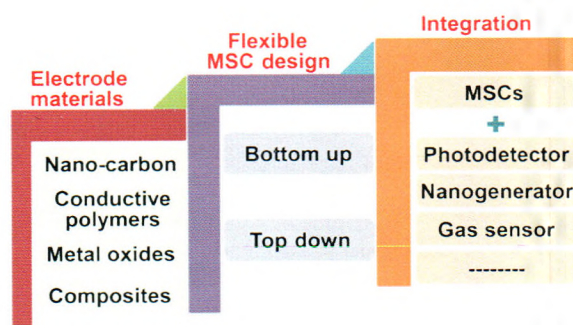 Electrode
materials
Nano-carbon
Conductive
polymers
Metal oxides
Composites
Flexible
MSC design
Bottom up
Top down
Integration
MSCs
+
Photodetector
Nanogenerator
Gas sensor
--------